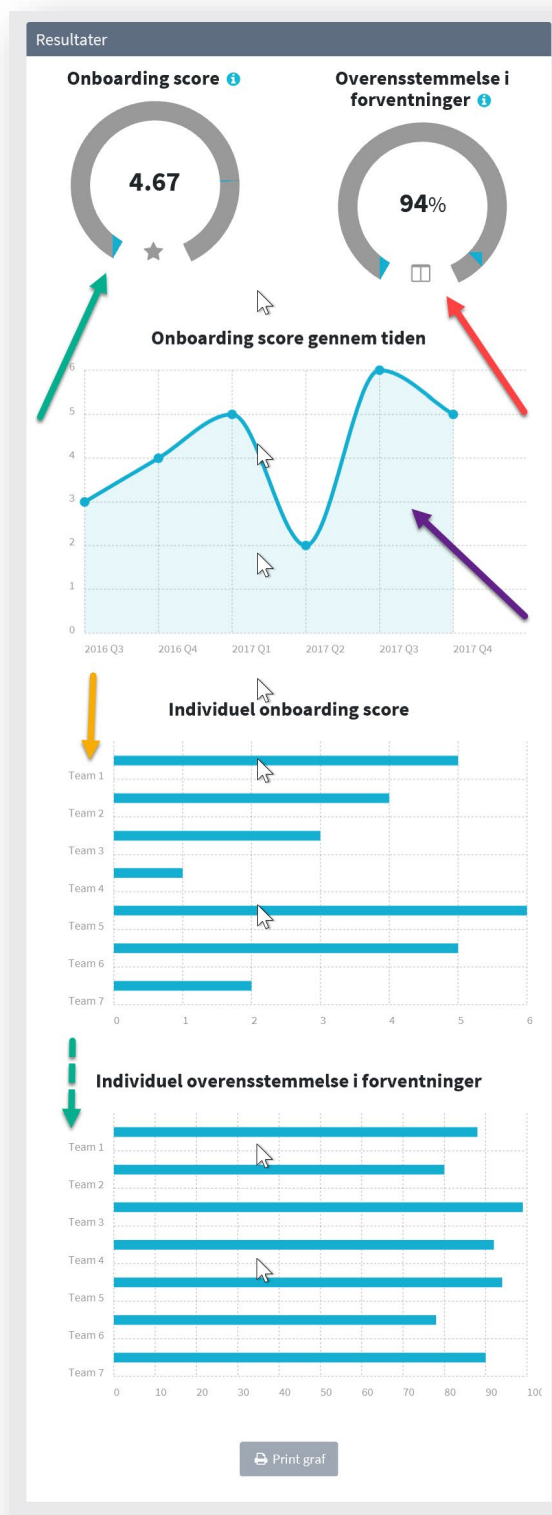 Resultater
Onboarding score
Overensstemmelse i
forventninger
4.67
94%
Onboarding score gennem tiden
6
5
4
3
2
1
0
2016 Q3 2016 Q4 2017 Q1 2017 Q2 2017 Q3 2017 Q4
Individuel onboarding score
Team 1
Team 2
Team 3
Team 4
Team 5
Team 6
Team 7
0 1 2 3 4 5 6
Individuel overensstemmelse i forventninger
Team 1
Team 2
Team 3
Team 4
Team 5
Team 6
Team 7
0 10 20 30 40 50 60 70 80 90 100
Print graf